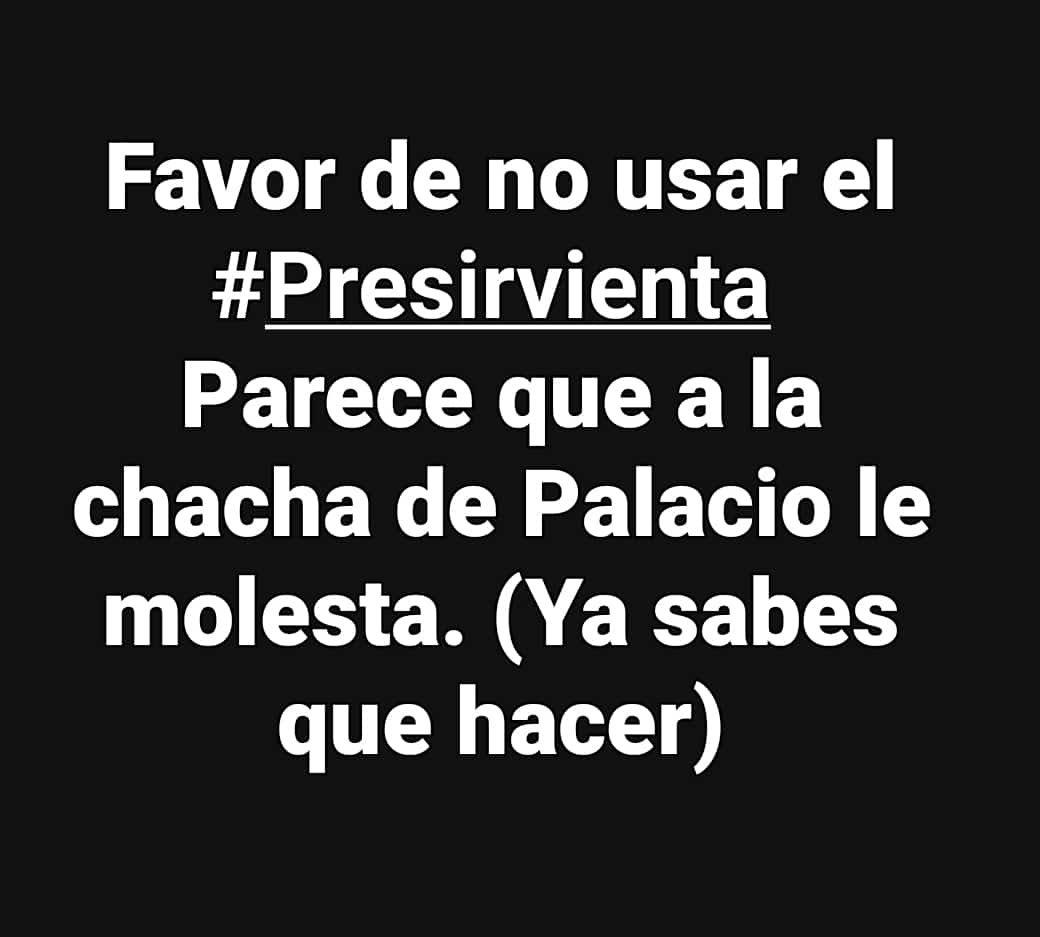 Favor de no usar el
#Presirvienta
Parece que a la
chacha de Palacio le
molesta. (Ya sabes
que hacer)